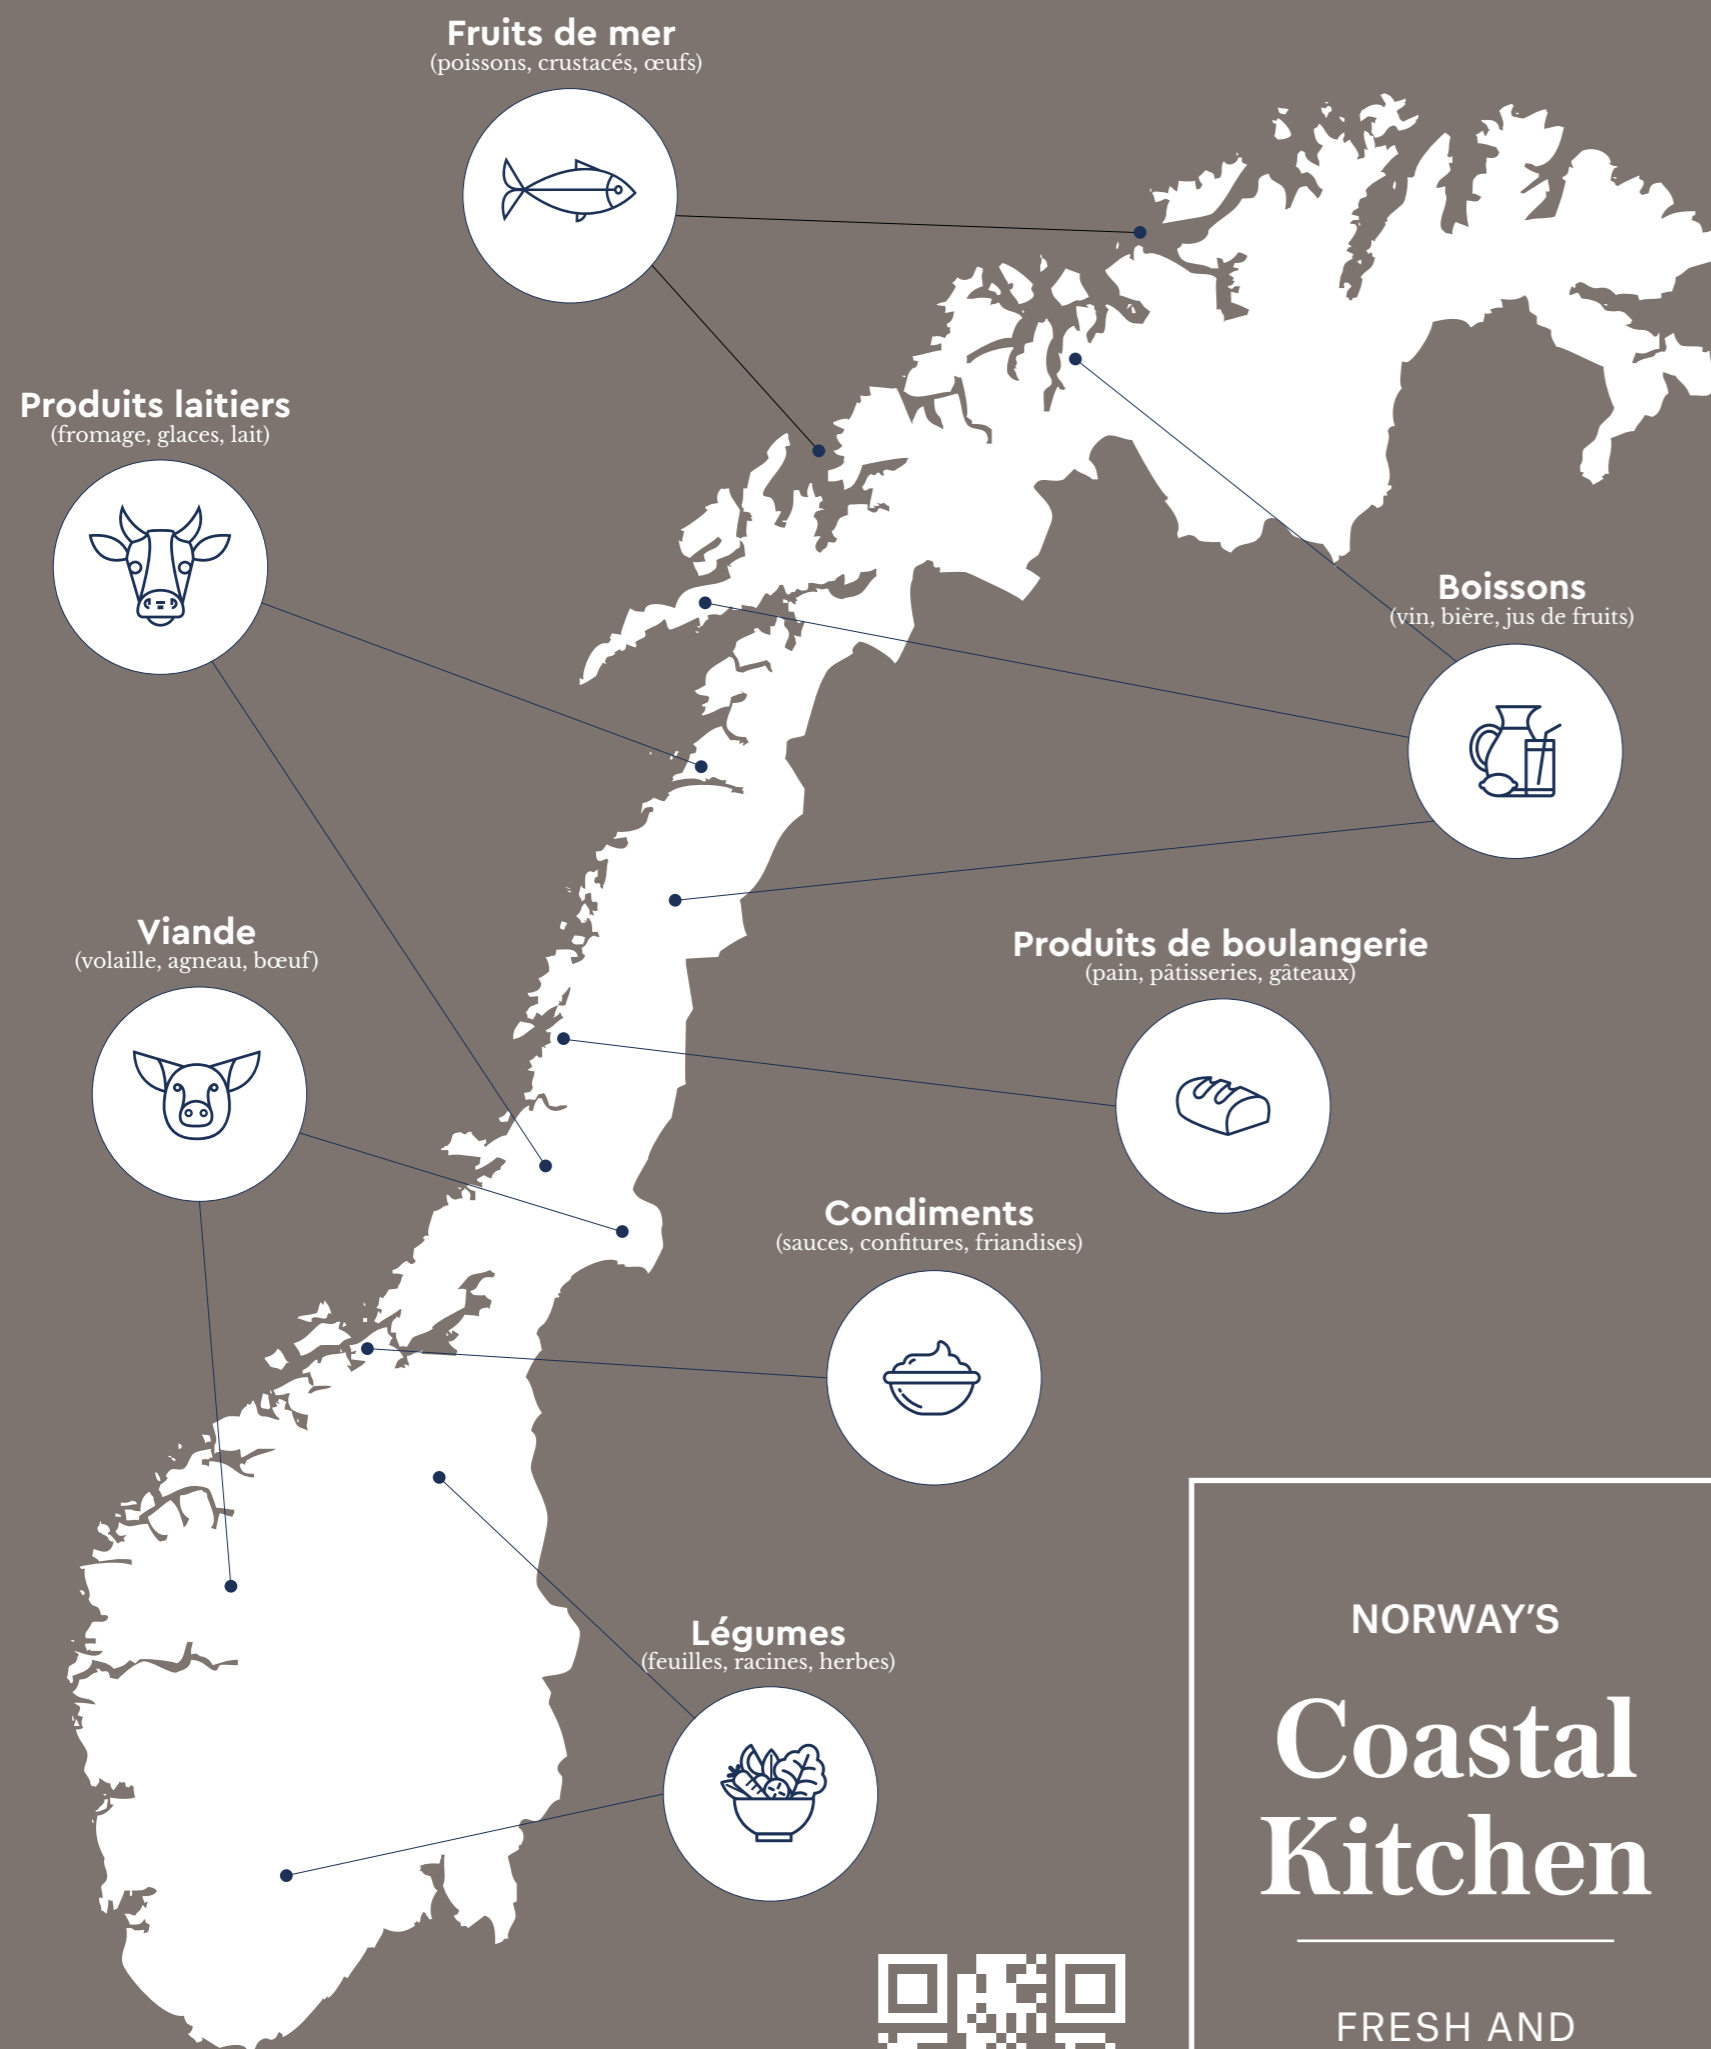 Fruits de mer
(poissons, crustacés, œufs)
Produits laitiers
(fromage, glaces, lait)
Boissons
(vin, bière, jus de fruits)
Viande
(volaille, agneau, bœuf)
Produits de boulangerie
(pain, pâtisseries, gâteaux)
Condiments
(sauces, confitures, friandises)
Légumes
(feuilles, racines, herbes)
NORWAY’S
Coastal
Kitchen
FRESH AND